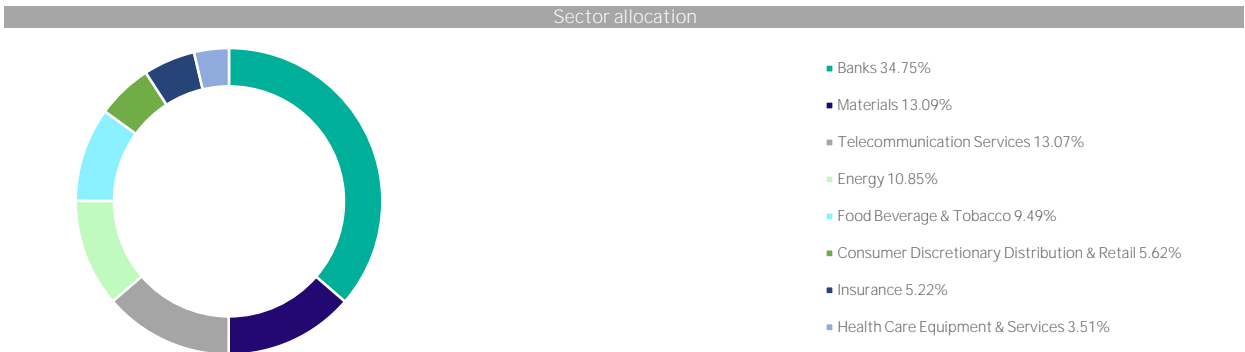 Sector allocation
Banks 34.75%
Materials 13.09%
Telecommunication Services 13.07%
Energy 10.85%
Food Beverage & Tobacco 9.49%
Consumer Discretionary Distribution & Retail 5.62%
Insurance 5.22%
Health Care Equipment & Services 3.51%